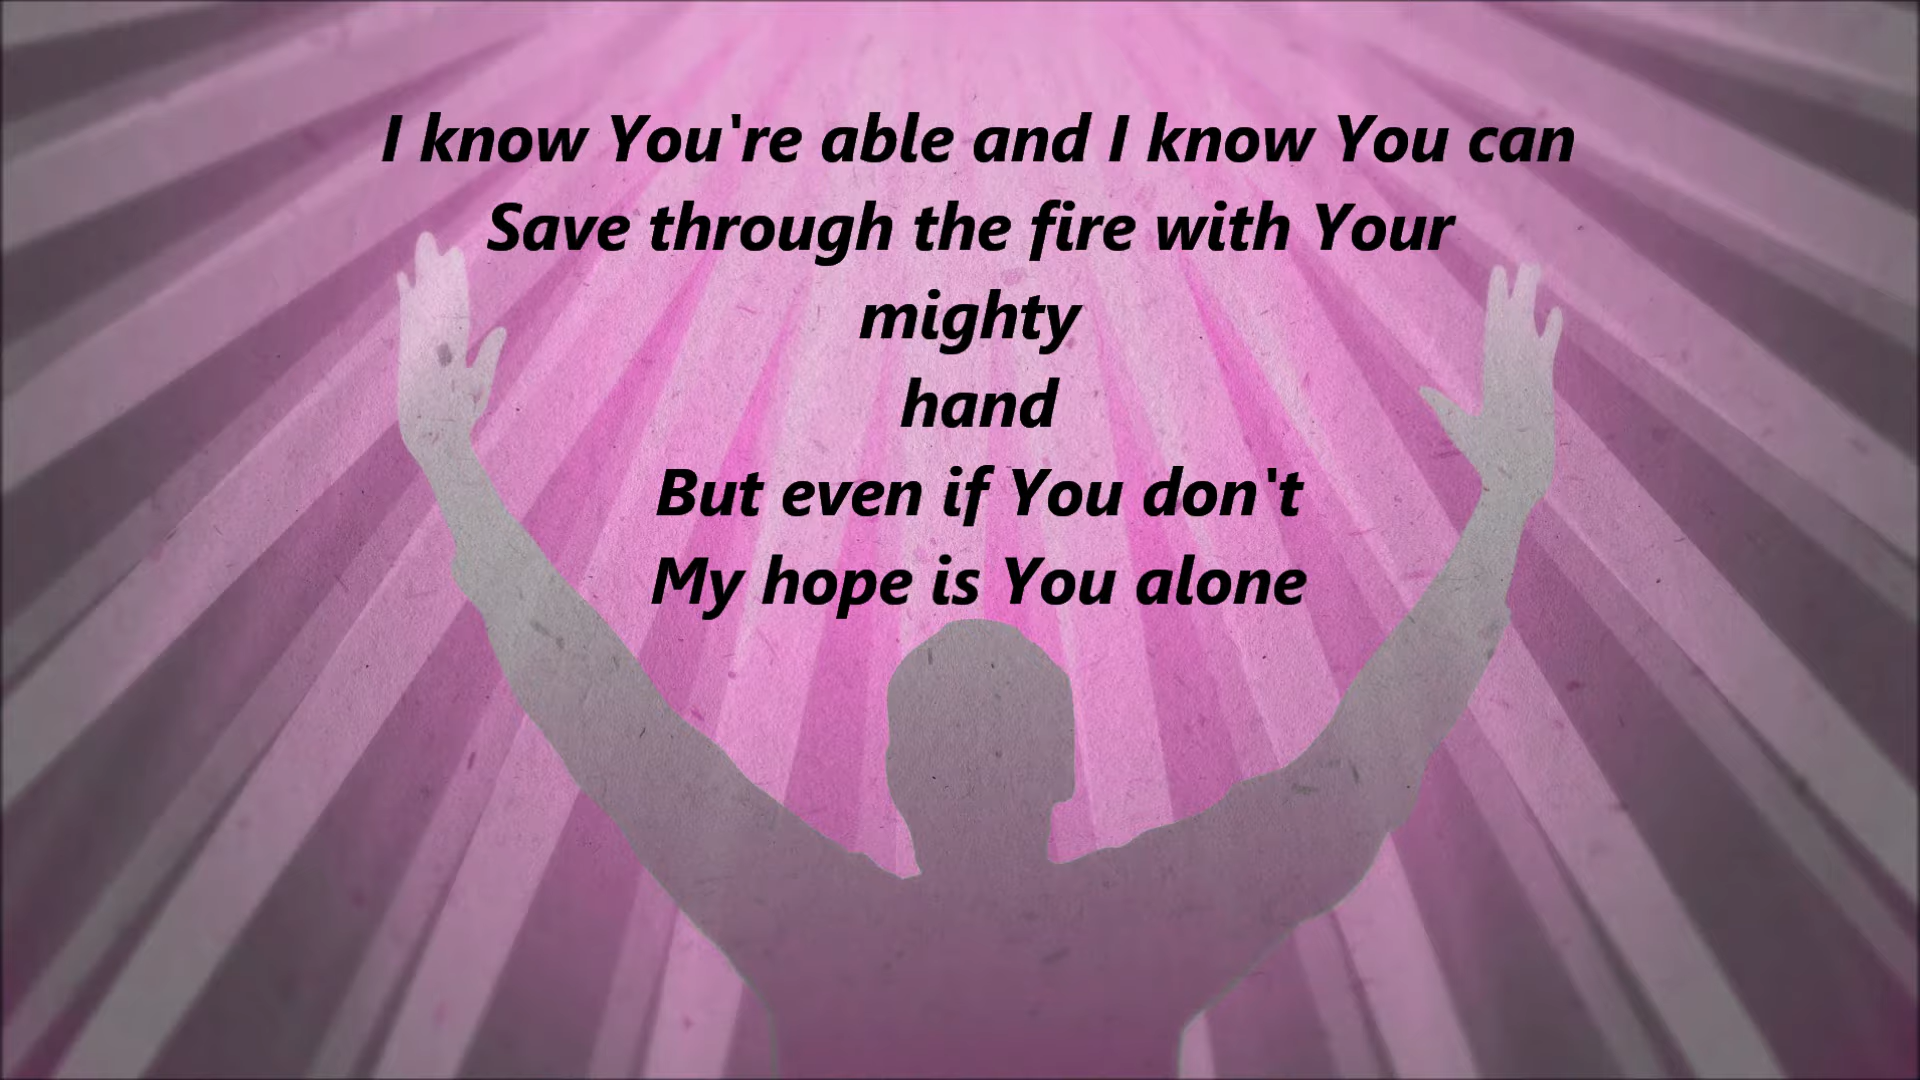 I know You're able and I know You can
Save through the fire with Your
mighty
hand
But even if You don't
My hope is You alone